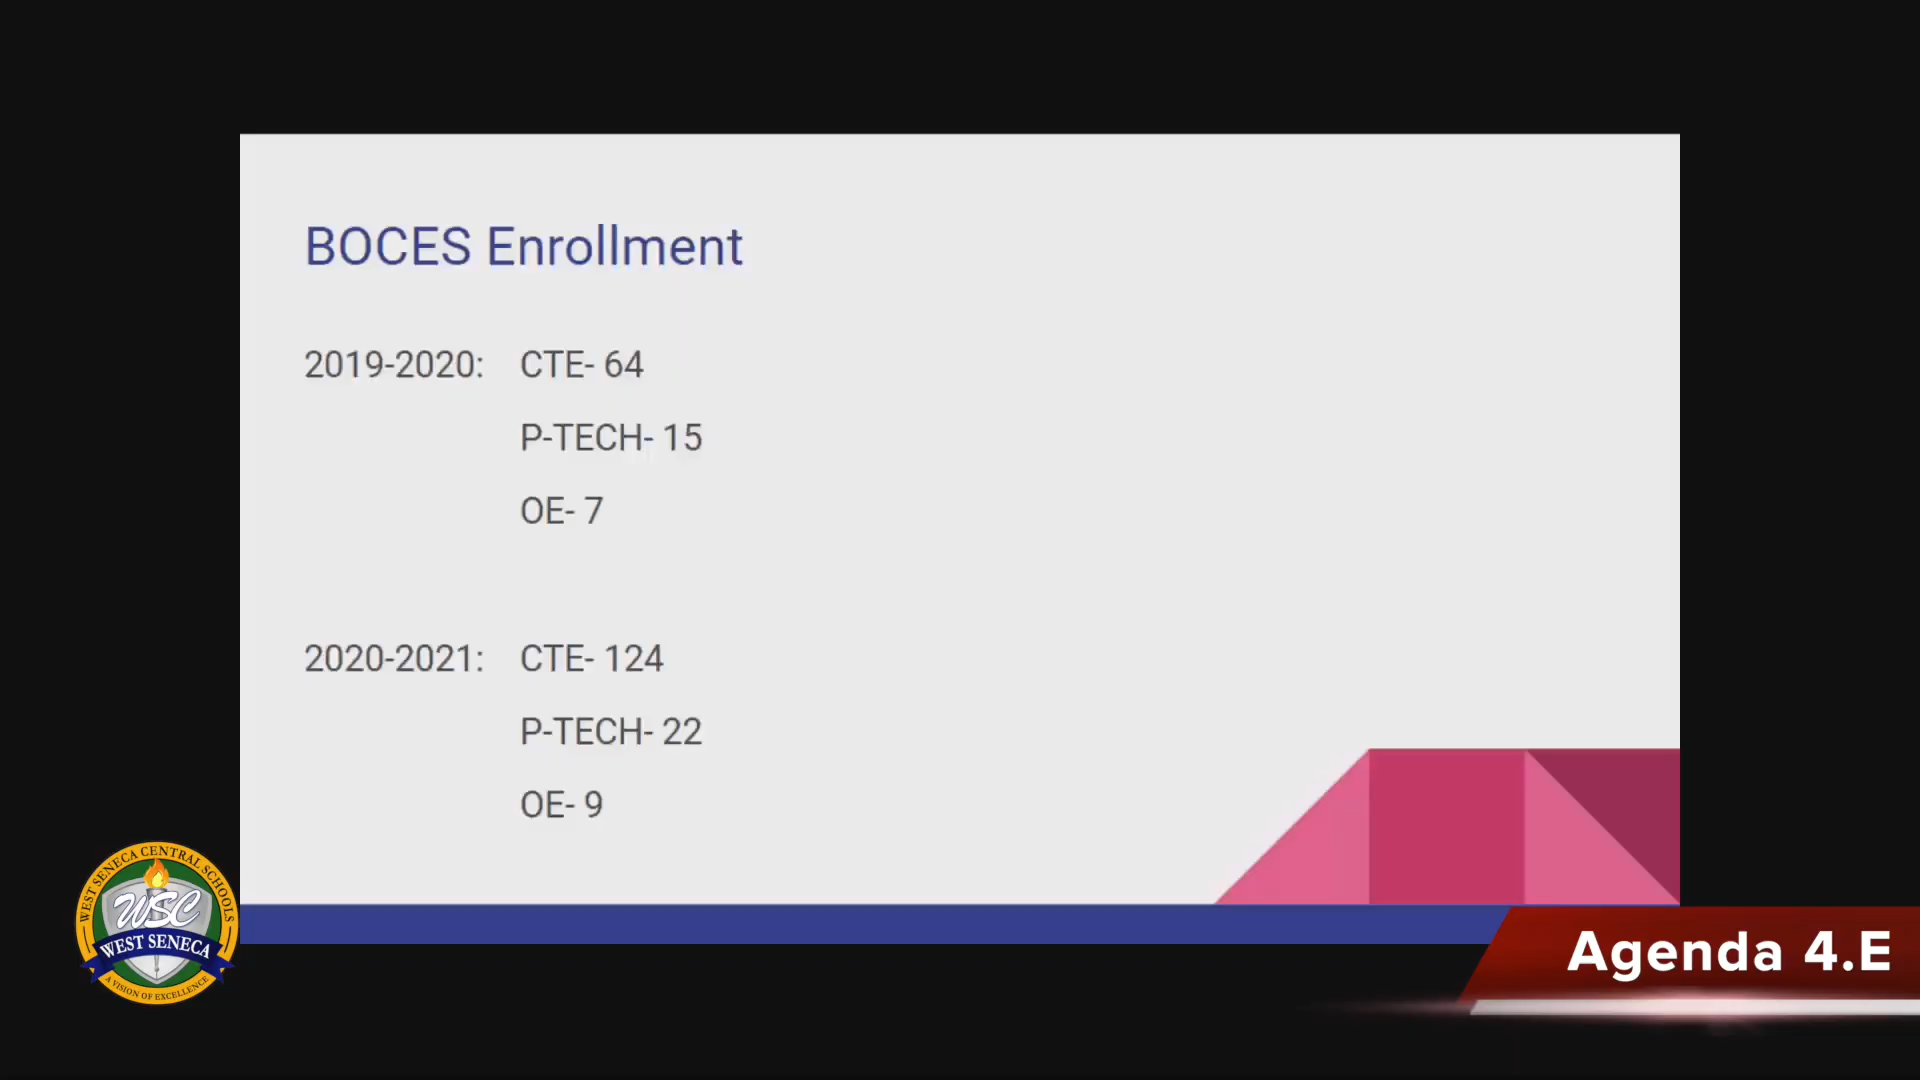 BOCES Enrollment
2019-2020: CTE- 64
P-TECH- 15
OE- 7
2020-2021: CTE- 124
P-TECH- 22
OE- 9
WEST SENECA CENTRAL SCHOOLS
WSC
WEST SENECA
A VISION OF EXCELLENCE
Agenda 4.E